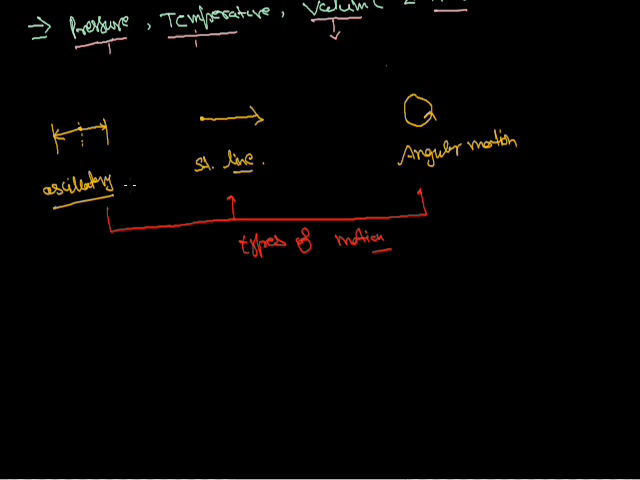 ⇒ Pressure, Temperature, Volume &
oscillatory
St. line.
Angular motion
types of motion